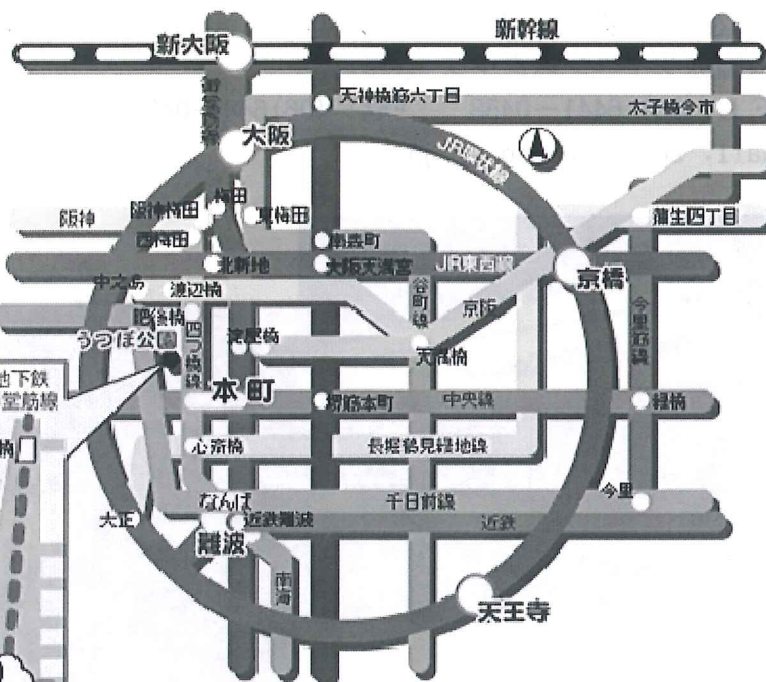 新幹線
新大阪
御堂筋線
天神橋筋六丁目
太子橋今市
大阪
JR環状線
梅田
阪神梅田
東梅田
阪神
西梅田
南森町
蒲生四丁目
北新地
大阪天満宮
JR東西線
京橋
中之島
渡辺橋
谷町線
京阪
肥後橋
うつぼ公園
四つ橋線
淀屋橋
天満橋
今里筋線
地下鉄
堂筋線
橋
本町
堺筋本町
中央線
緑橋
心斎橋
長堀鶴見緑地線
なんば
千日前線
今里
大正
近鉄難波
近鉄
難波
南海
天王寺